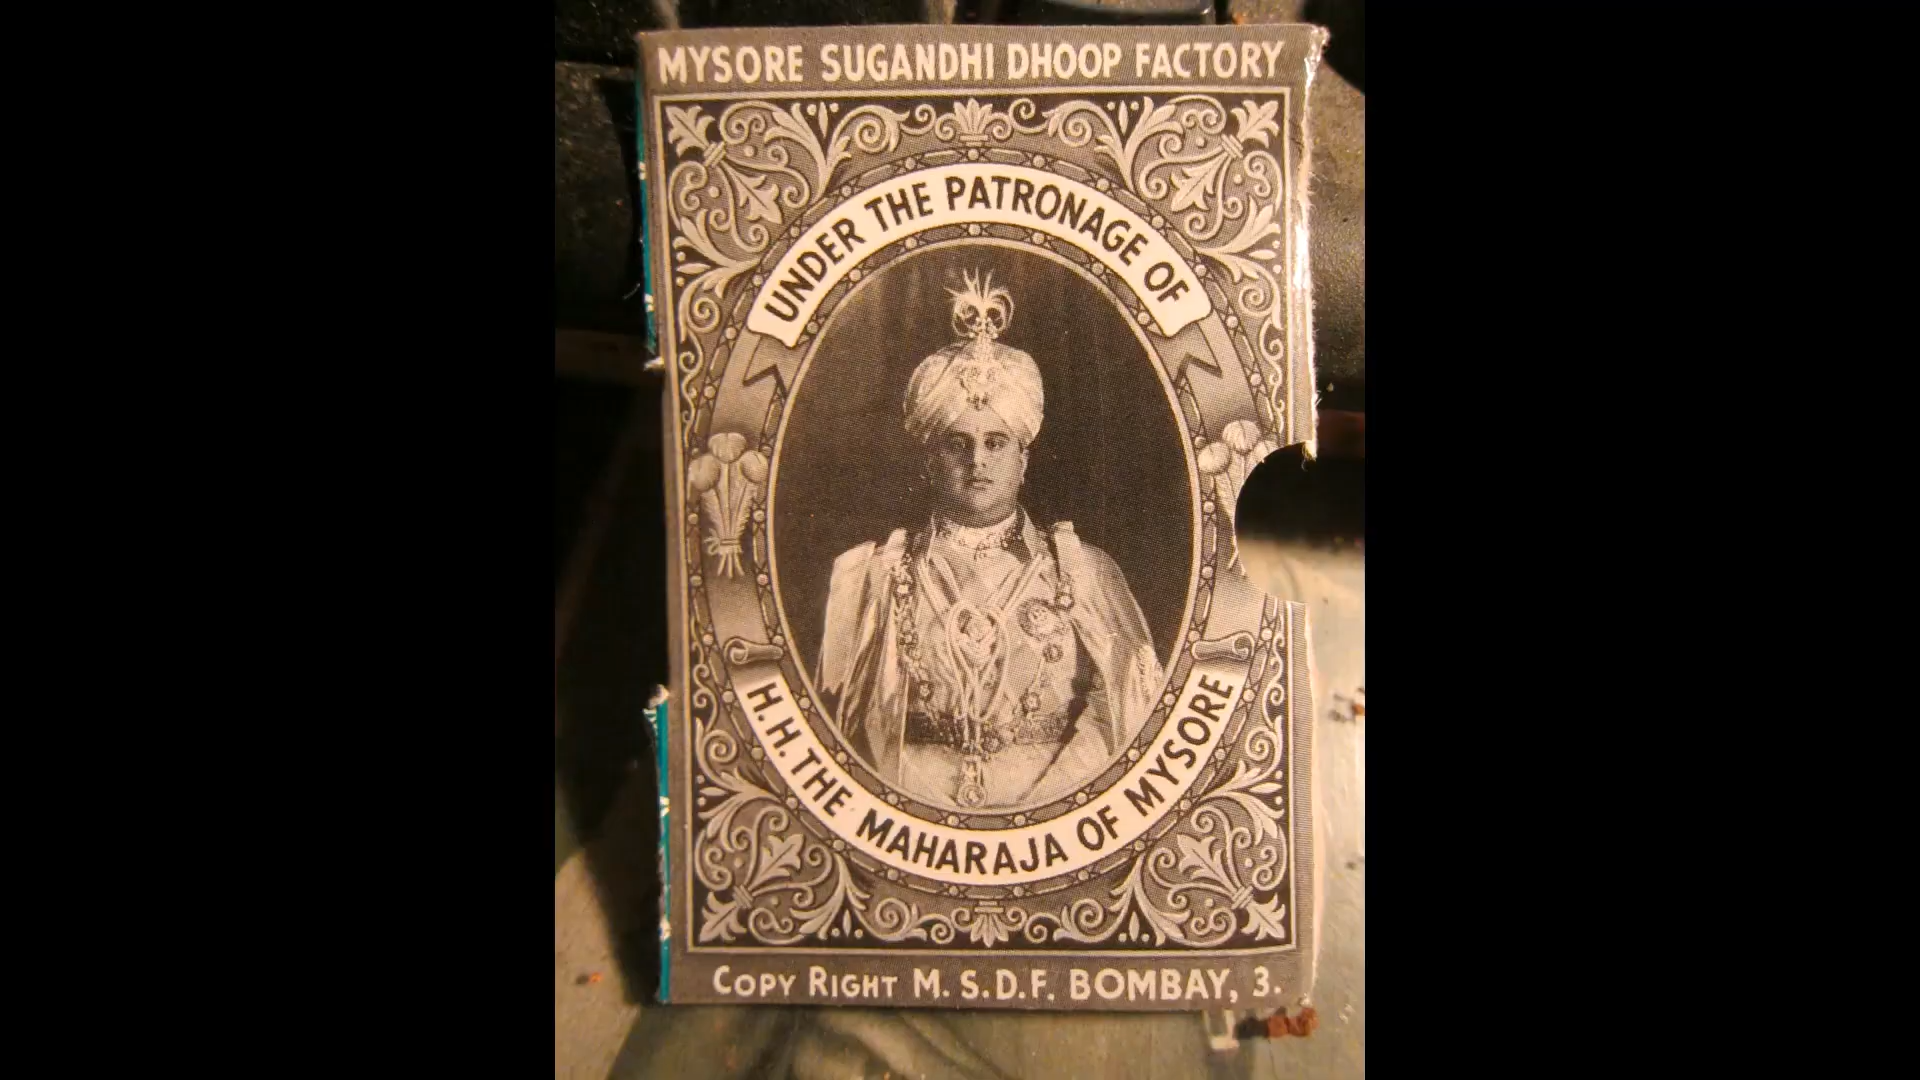 MYSORE SUGANDHI DHOOP FACTORY
UNDER THE PATRONAGE OF
H.H. THE MAHARAJA OF MYSORE
COPY RIGHT M. S.D.F. BOMBAY, 3.